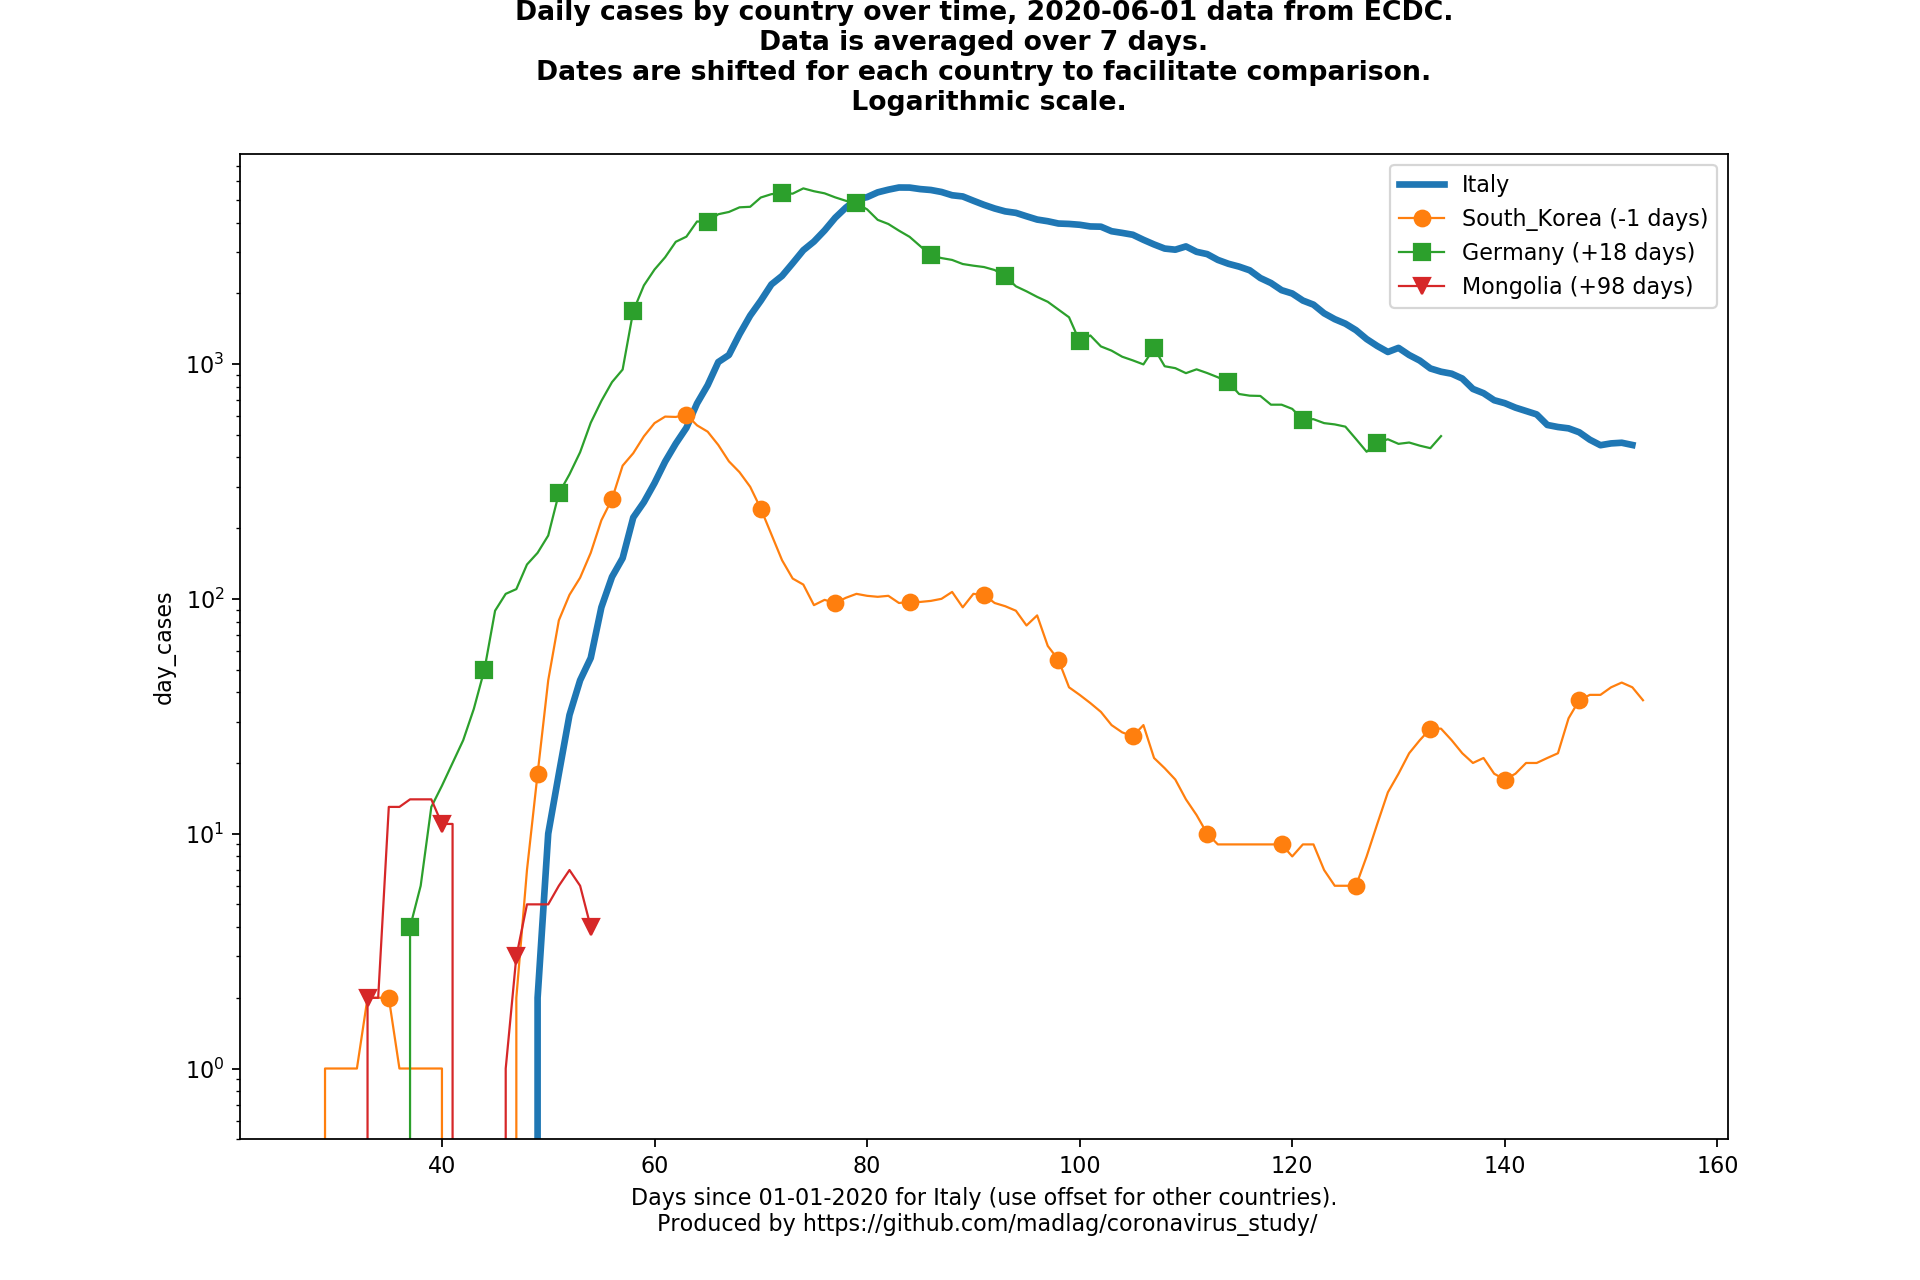 Daily cases by country over time, 2020-06-01 data from ECDC.
Data is averaged over 7 days.
Dates are shifted for each country to facilitate comparison.
Logarithmic scale.
Italy
South_Korea (-1 days)
Germany (+18 days)
Mongolia (+98 days)
day_cases
10³
10²
10¹
10⁰
40 60 80 100 120 140 160
Days since 01-01-2020 for Italy (use offset for other countries).
Produced by https://github.com/madlag/coronavirus_study/